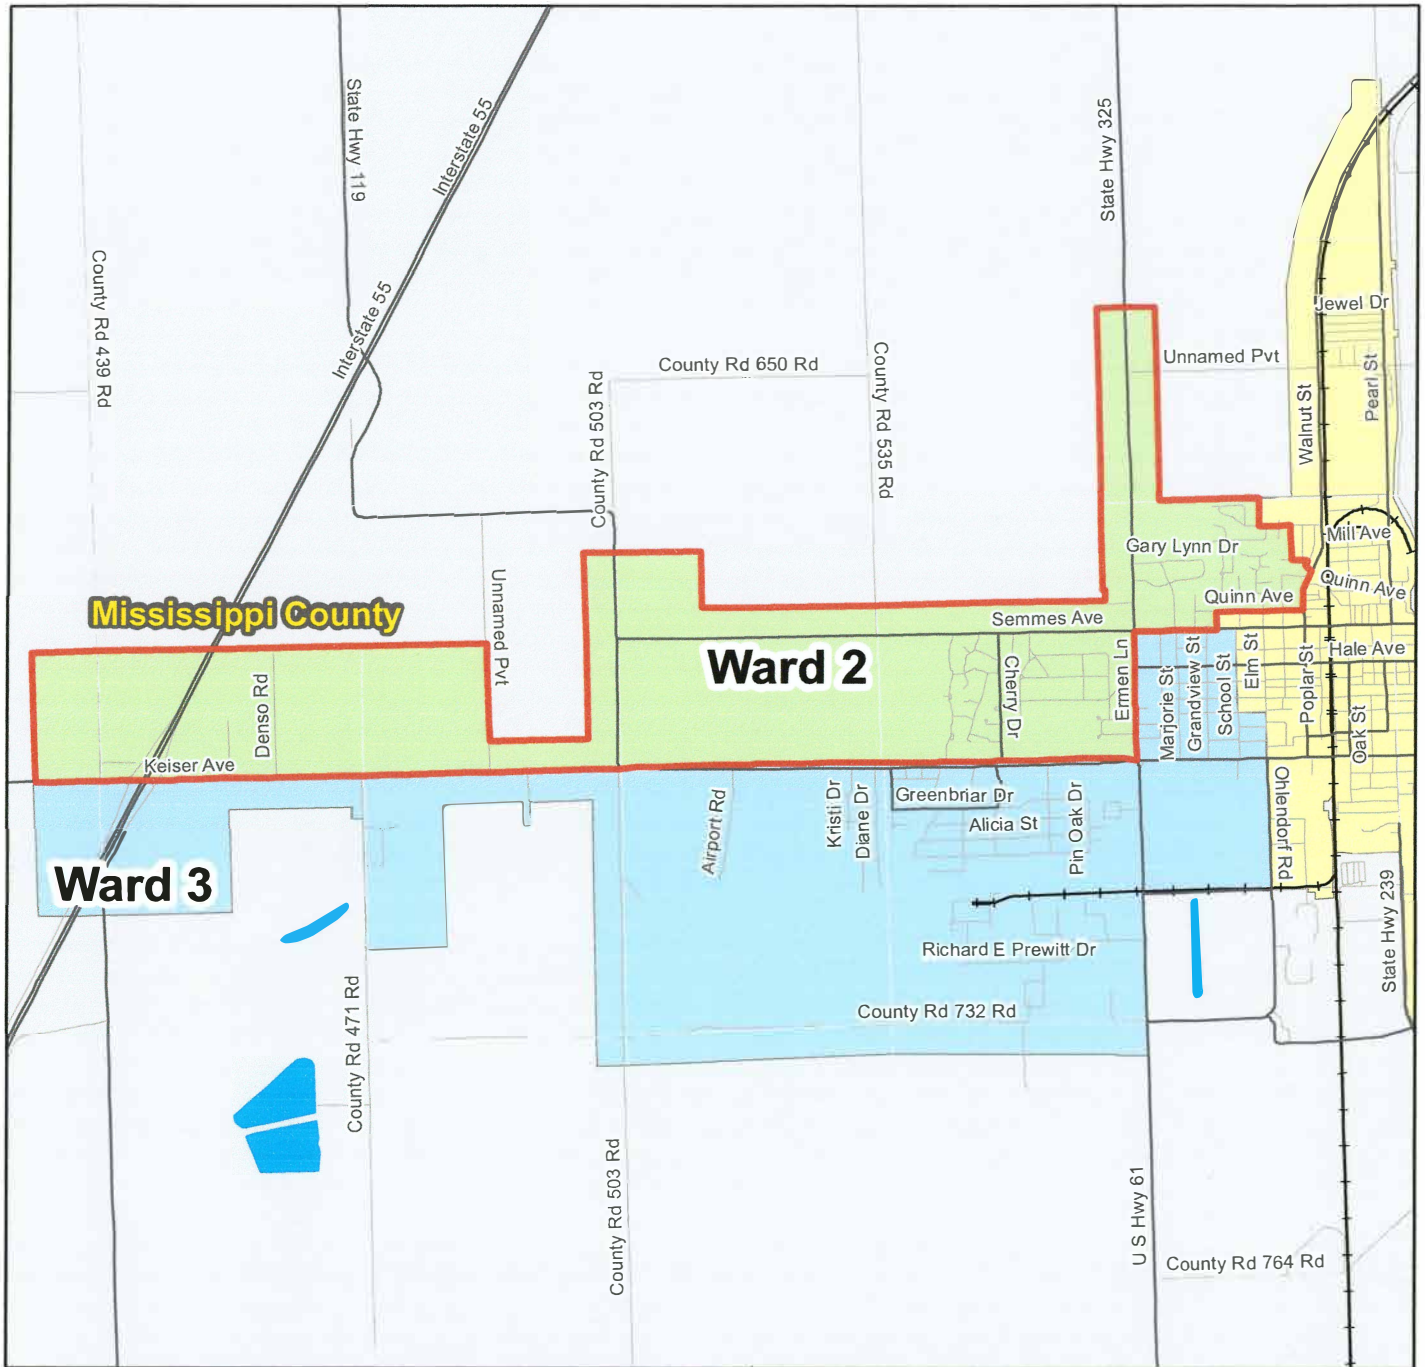 State Hwy 119
Interstate 55
State Hwy 325
County Rd 439 Rd
Interstate 55
Jewel Dr
County Rd 650 Rd
Unnamed Pvt
County Rd 503 Rd
County Rd 535 Rd
Walnut St
Pearl St
Gary Lynn Dr
Mill Ave
Quinn Ave
Quinn Ave
Mississippi County
Unnamed Pvt
Semmes Ave
Ward 2
Hale Ave
Denso Rd
Cherry Dr
Ermen Ln
Marjorie St
Grandview St
School St
Elm St
Poplar St
Oak St
Keiser Ave
Airport Rd
Kristi Dr
Diane Dr
Greenbriar Dr
Alicia St
Pin Oak Dr
Ohlendorf Rd
Ward 3
State Hwy 239
Richard E Prewitt Dr
County Rd 732 Rd
County Rd 471 Rd
County Rd 503 Rd
U S Hwy 61
County Rd 764 Rd